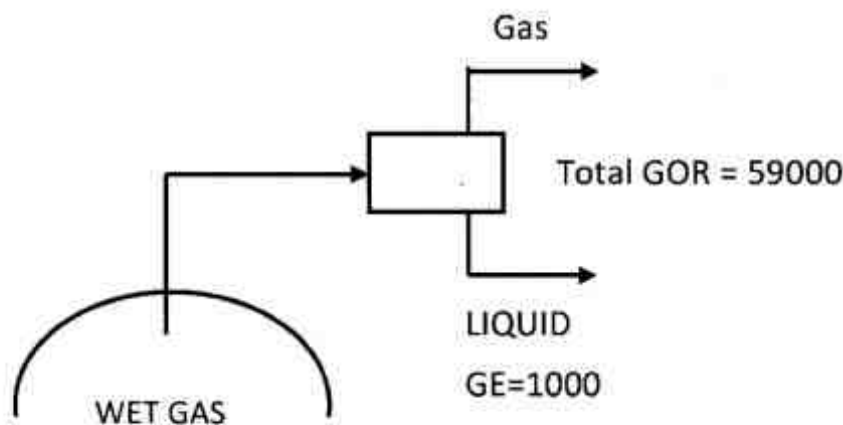 Gas
Total GOR = 59000
LIQUID
GE=1000
WET GAS